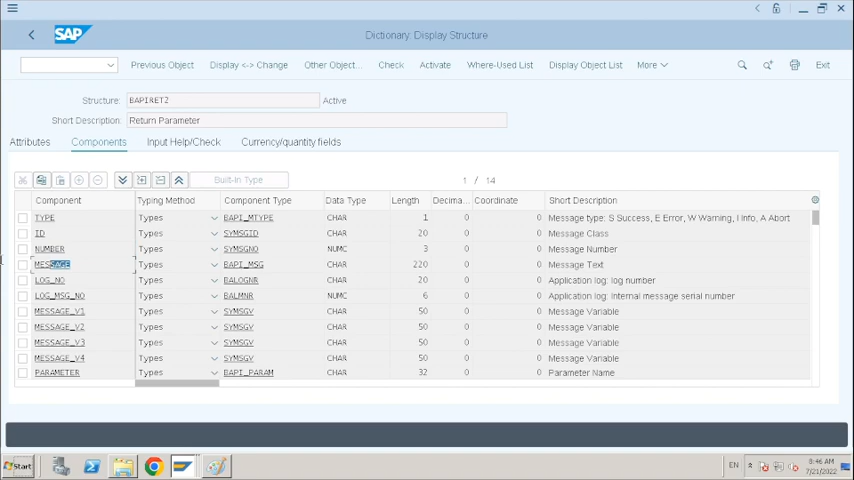 SAP
Dictionary: Display Structure
Previous Object Display <-> Change Other Object... Check Activate Where-Used List Display Object List More Exit
Structure: BAPIRET2 Active
Short Description: Return Parameter
Attributes Components Input Help/Check Currency/quantity fields
Built-In Type 1 / 14
Component Typing Method Component Type Data Type Length Decima... Coordinate Short Description
TYPE Types BAPI_MTYPE CHAR 1 0 0 Message type: S Success, E Error, W Warning, I Info, A Abort
ID Types SYMSGID CHAR 20 0 0 Message Class
NUMBER Types SYMSGNO NUMC 3 0 0 Message Number
MESSAGE Types BAPI_MSG CHAR 220 0 0 Message Text
LOG_NO Types BALOGNR CHAR 20 0 0 Application log: log number
LOG_MSG_NO Types BALMNR NUMC 6 0 0 Application log: Internal message serial number
MESSAGE_V1 Types SYMSGV CHAR 50 0 0 Message Variable
MESSAGE_V2 Types SYMSGV CHAR 50 0 0 Message Variable
MESSAGE_V3 Types SYMSGV CHAR 50 0 0 Message Variable
MESSAGE_V4 Types SYMSGV CHAR 50 0 0 Message Variable
PARAMETER Types BAPI_PARAM CHAR 32 0 0 Parameter Name
Start EN 8:46 AM
7/21/2022